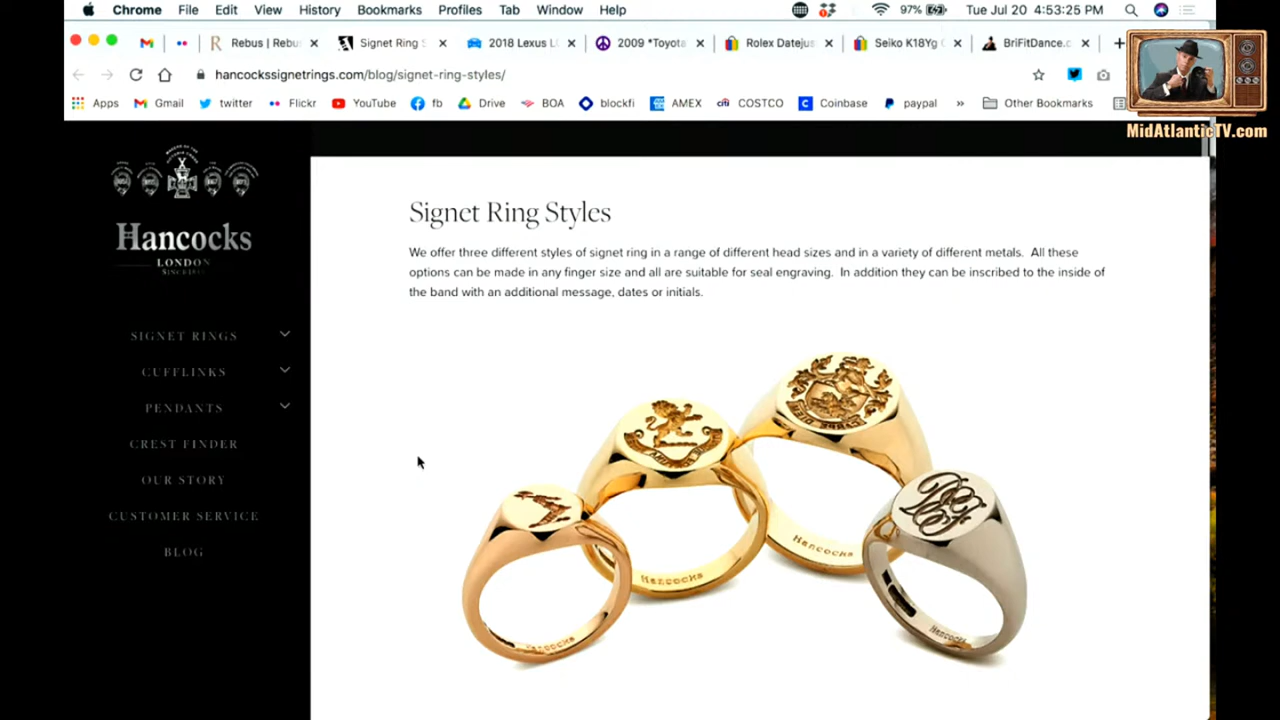 Chrome File Edit View History Bookmarks Profiles Tab Window Help 97% Tue Jul 20 4:53:25 PM
Rebus | Rebu Signet Ring S 2018 Lexus L 2009 *Toyota Rolex Datejus Seiko K18Yg BriFitDance.c
hancockssignetrings.com/blog/signet-ring-styles/
Apps Gmail twitter Flickr YouTube fb Drive BOA blockfi AMEX COSTCO Coinbase paypal » Other Bookmarks
MidAtlanticTV.com
Hancocks
LONDON
SIGNET RINGS
CUFFLINKS
PENDANTS
CREST FINDER
OUR STORY
CUSTOMER SERVICE
BLOG
Signet Ring Styles
We offer three different styles of signet ring in a range of different head sizes and in a variety of different metals. All these
options can be made in any finger size and all are suitable for seal engraving. In addition they can be inscribed to the inside of
the band with an additional message, dates or initials.
Hancocks
Hancocks
Hancocks
Hancocks